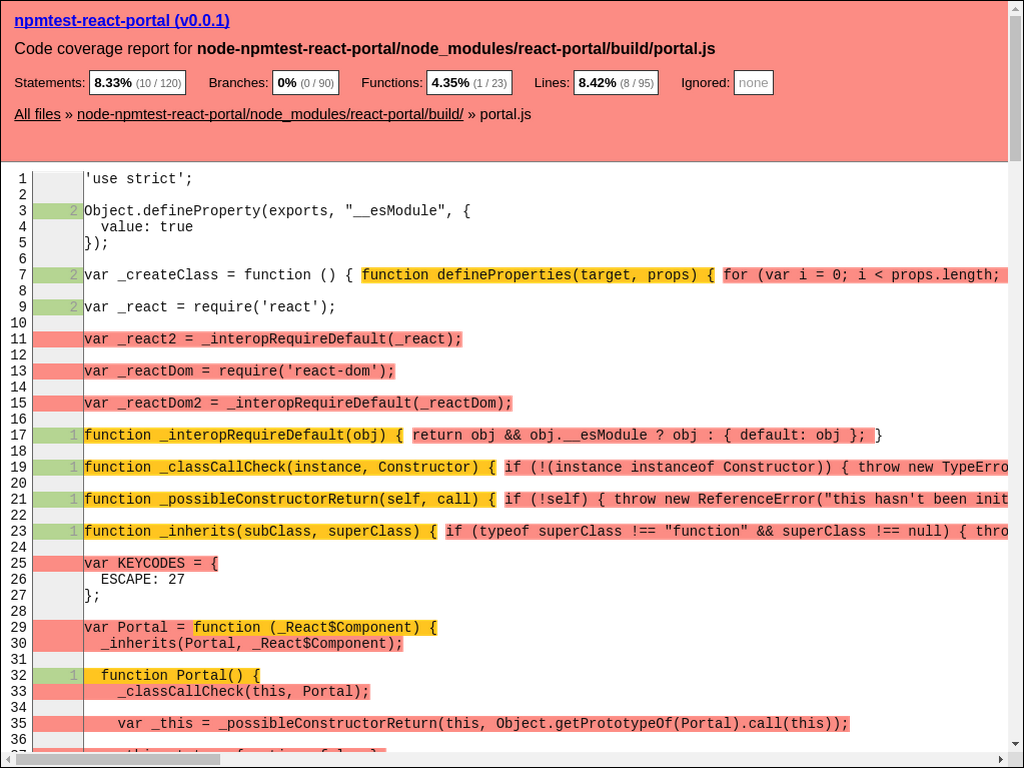 npmtest-react-portal (v0.0.1)
Code coverage report for node-npmtest-react-portal/node_modules/react-portal/build/portal.js
Statements: 8.33% (10 / 120) Branches: 0% (0 / 90) Functions: 4.35% (1 / 23) Lines: 8.42% (8 / 95) Ignored: none
All files » node-npmtest-react-portal/node_modules/react-portal/build/ » portal.js
1 'use strict';
2
3 2 Object.defineProperty(exports, "__esModule", {
4 value: true
5 });
6
7 2 var _createClass = function () { function defineProperties(target, props) { for (var i = 0; i < props.length;
8
9 2 var _react = require('react');
10
11 var _react2 = _interopRequireDefault(_react);
12
13 var _reactDom = require('react-dom');
14
15 var _reactDom2 = _interopRequireDefault(_reactDom);
16
17 1 function _interopRequireDefault(obj) { return obj && obj.__esModule ? obj : { default: obj }; }
18
19 1 function _classCallCheck(instance, Constructor) { if (!(instance instanceof Constructor)) { throw new TypeErro
20
21 1 function _possibleConstructorReturn(self, call) { if (!self) { throw new ReferenceError("this hasn't been init
22
23 1 function _inherits(subClass, superClass) { if (typeof superClass !== "function" && superClass !== null) { thro
24
25 var KEYCODES = {
26 ESCAPE: 27
27 };
28
29 var Portal = function (_React$Component) {
30 _inherits(Portal, _React$Component);
31
32 1 function Portal() {
33 _classCallCheck(this, Portal);
34
35 var _this = _possibleConstructorReturn(this, Object.getPrototypeOf(Portal).call(this));
36